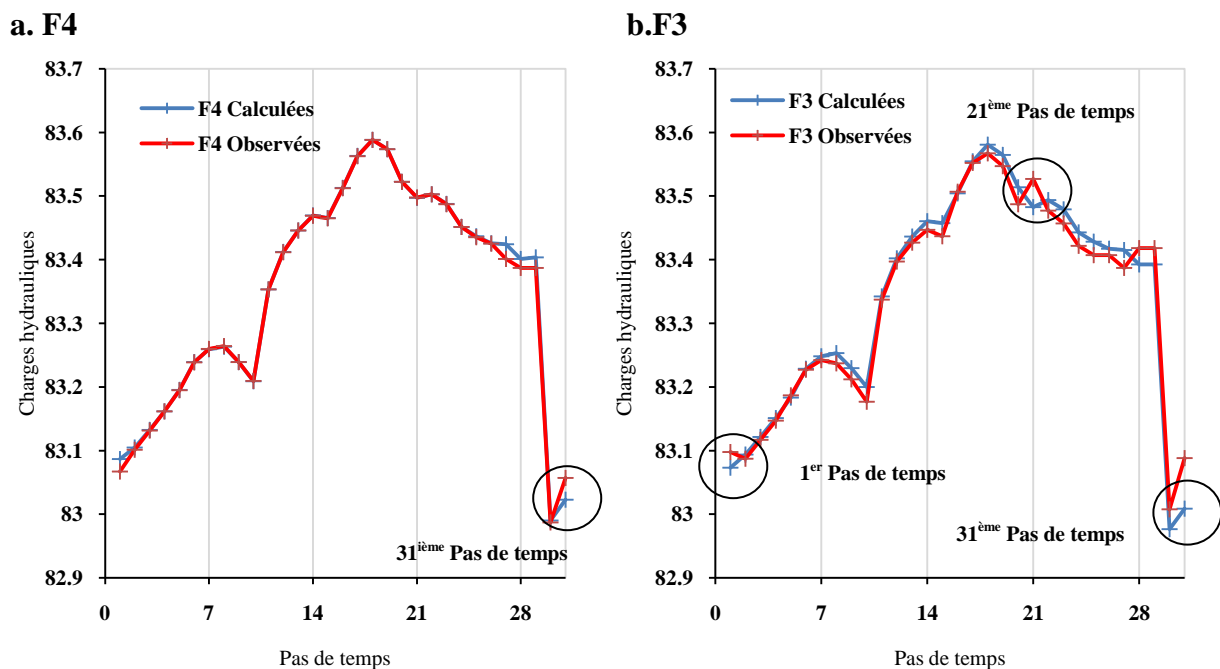 a. F4
83.7
83.6
83.5
83.4
83.3
83.2
83.1
83
82.9
Charges hydrauliques
F4 Calculées
F4 Observées
31ième Pas de temps
0 7 14 21 28
Pas de temps
b.F3
83.7
83.6
83.5
83.4
83.3
83.2
83.1
83
82.9
Charges hydrauliques
F3 Calculées
F3 Observées
21ème Pas de temps
1er Pas de temps
31ème Pas de temps
0 7 14 21 28
Pas de temps